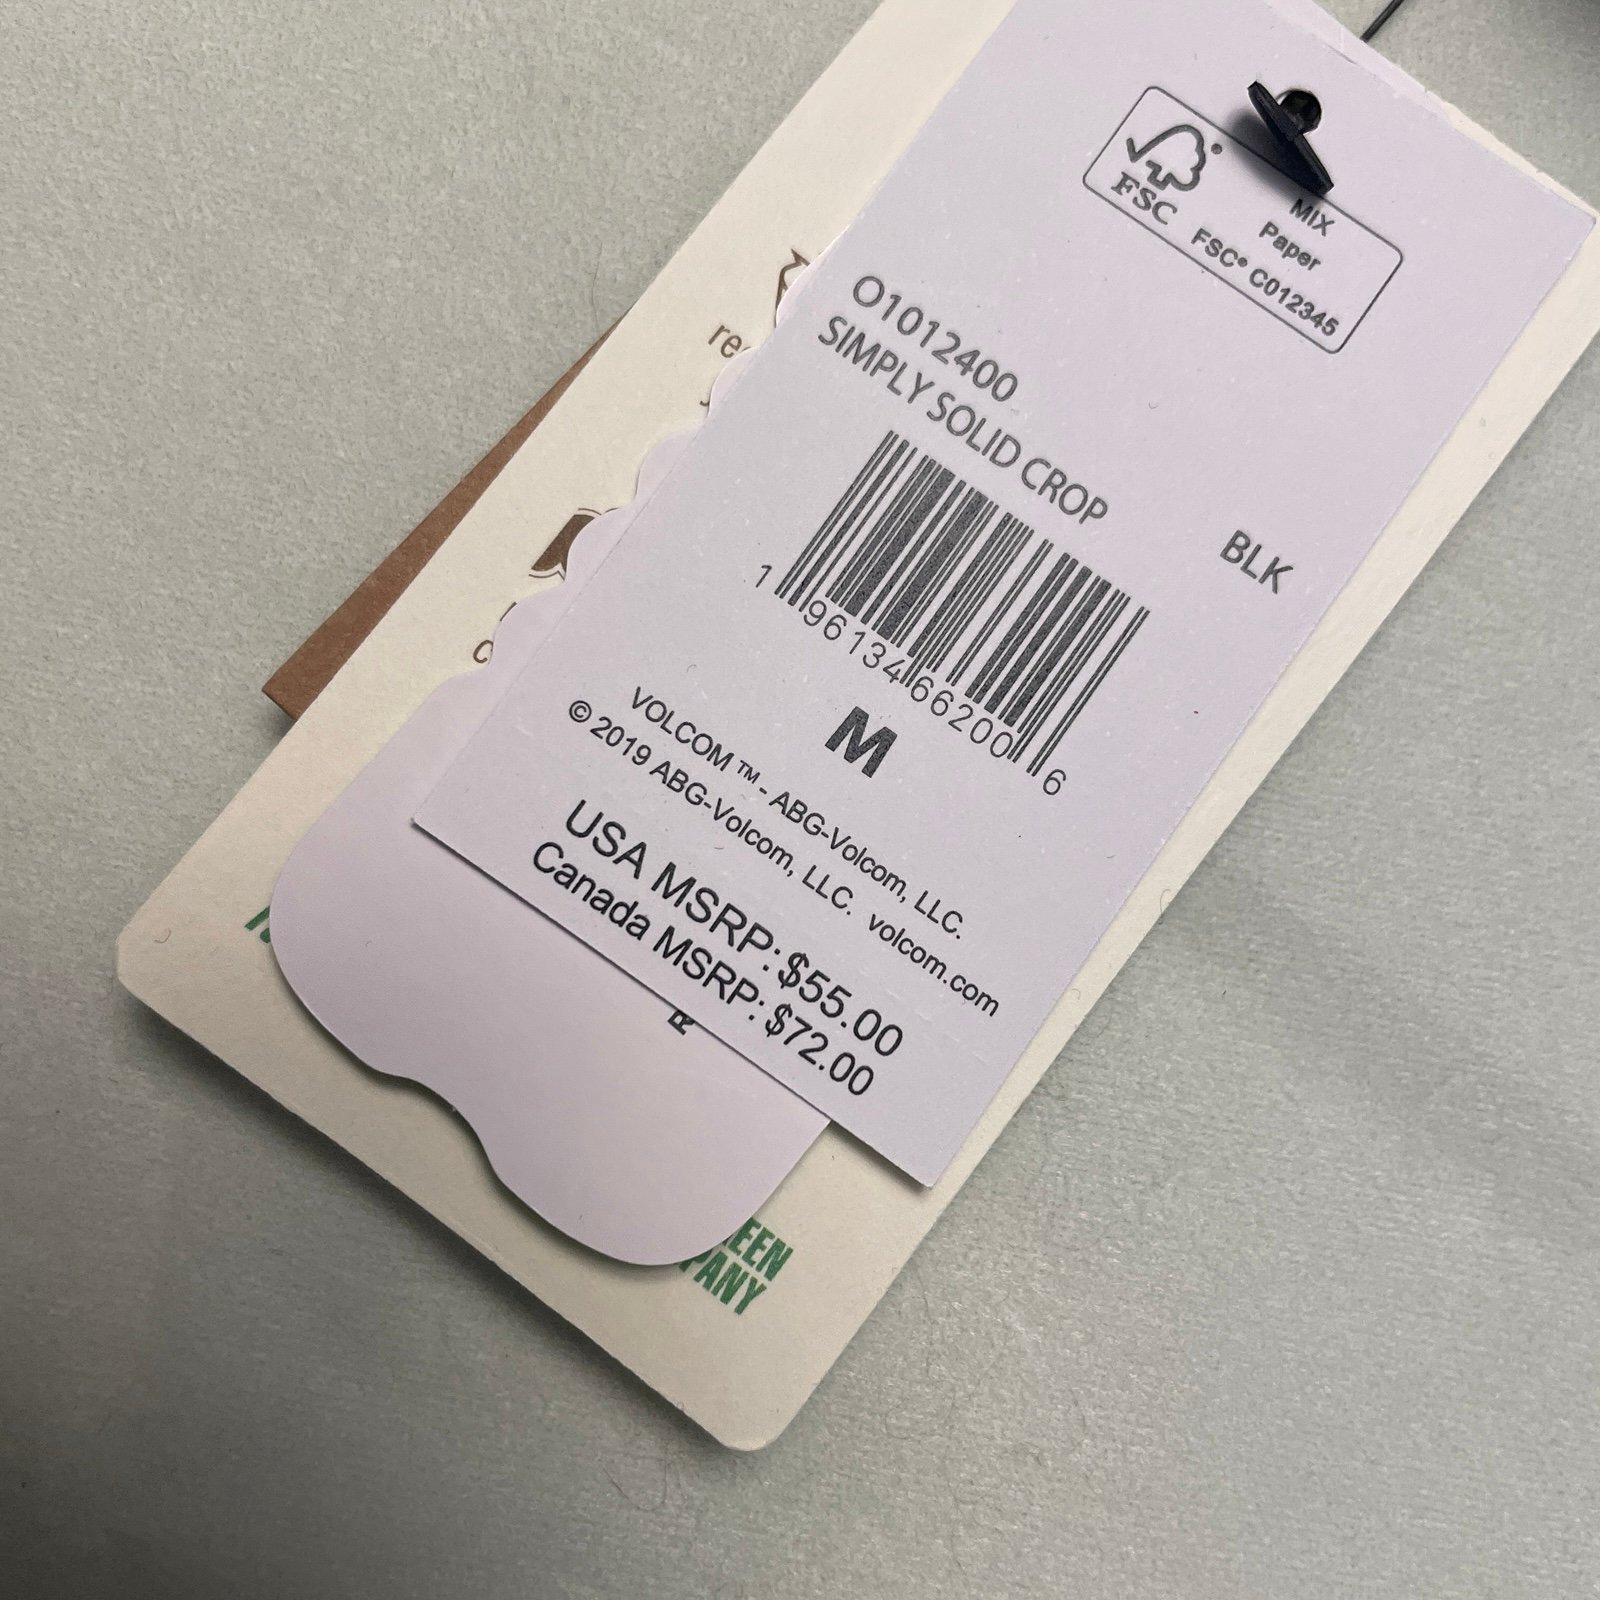 FSC
MIX
Paper
FSC® C012345
O1012400
SIMPLY SOLID CROP
BLK
1 96134 66200 6
M
VOLCOM™ - ABG-Volcom, LLC.
© 2019 ABG-Volcom, LLC. volcom.com
USA MSRP: $55.00
Canada MSRP: $72.00
R